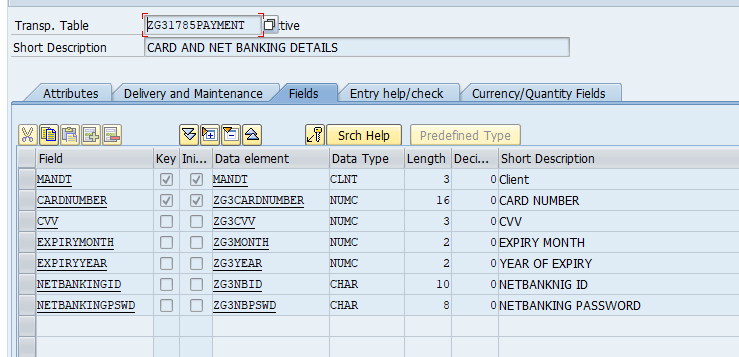 Transp. Table ZG31785PAYMENT tive
Short Description CARD AND NET BANKING DETAILS
Attributes Delivery and Maintenance Fields Entry help/check Currency/Quantity Fields
Srch Help Predefined Type
Field Key Ini... Data element Data Type Length Deci... Short Description
MANDT MANDT CLNT 3 0 Client
CARDNUMBER ZG3CARDNUMBER NUMC 16 0 CARD NUMBER
CVV ZG3CVV NUMC 3 0 CVV
EXPIRYMONTH ZG3MONTH NUMC 2 0 EXPIRY MONTH
EXPIRYYEAR ZG3YEAR NUMC 2 0 YEAR OF EXPIRY
NETBANKINGID ZG3NBID CHAR 10 0 NETBANKNIG ID
NETBANKINGPSWD ZG3NBPSWD CHAR 8 0 NETBANKING PASSWORD